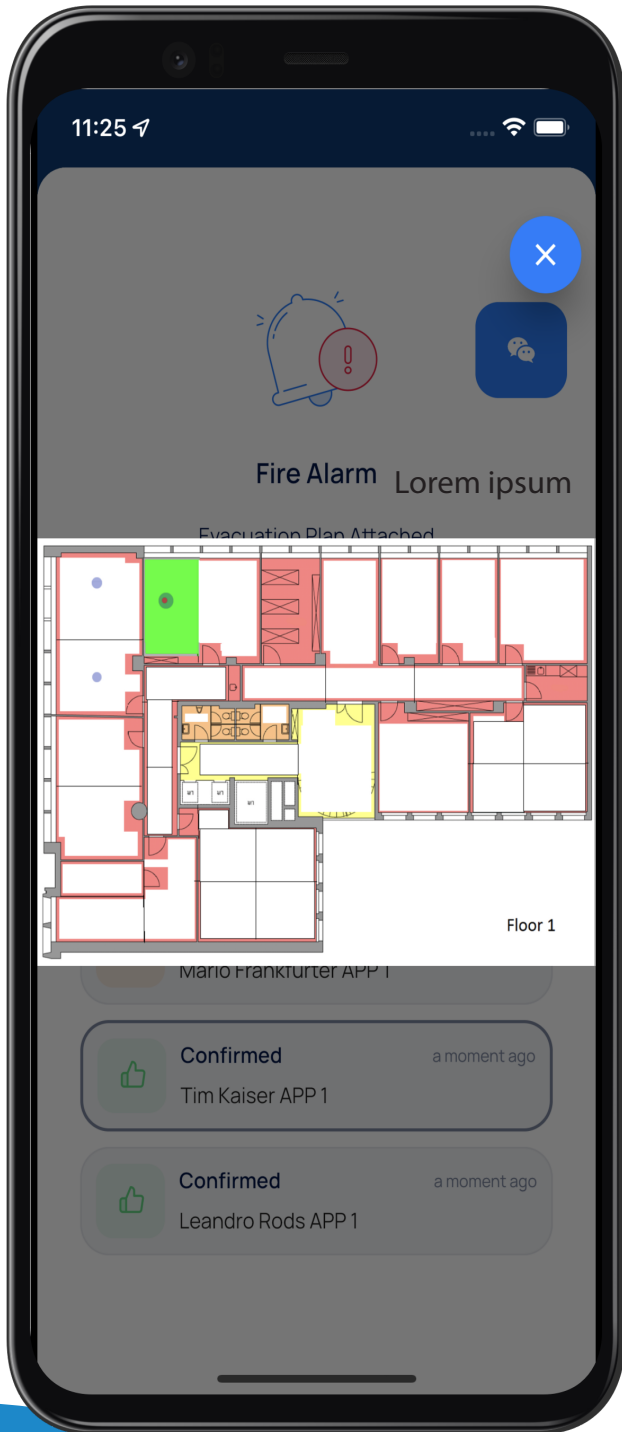 11:25
Fire Alarm
Lorem ipsum
Evacuation Plan Attached
Floor 1
Mario Frankfurter APP 1
Confirmed
a moment ago
Tim Kaiser APP 1
Confirmed
a moment ago
Leandro Rods APP 1